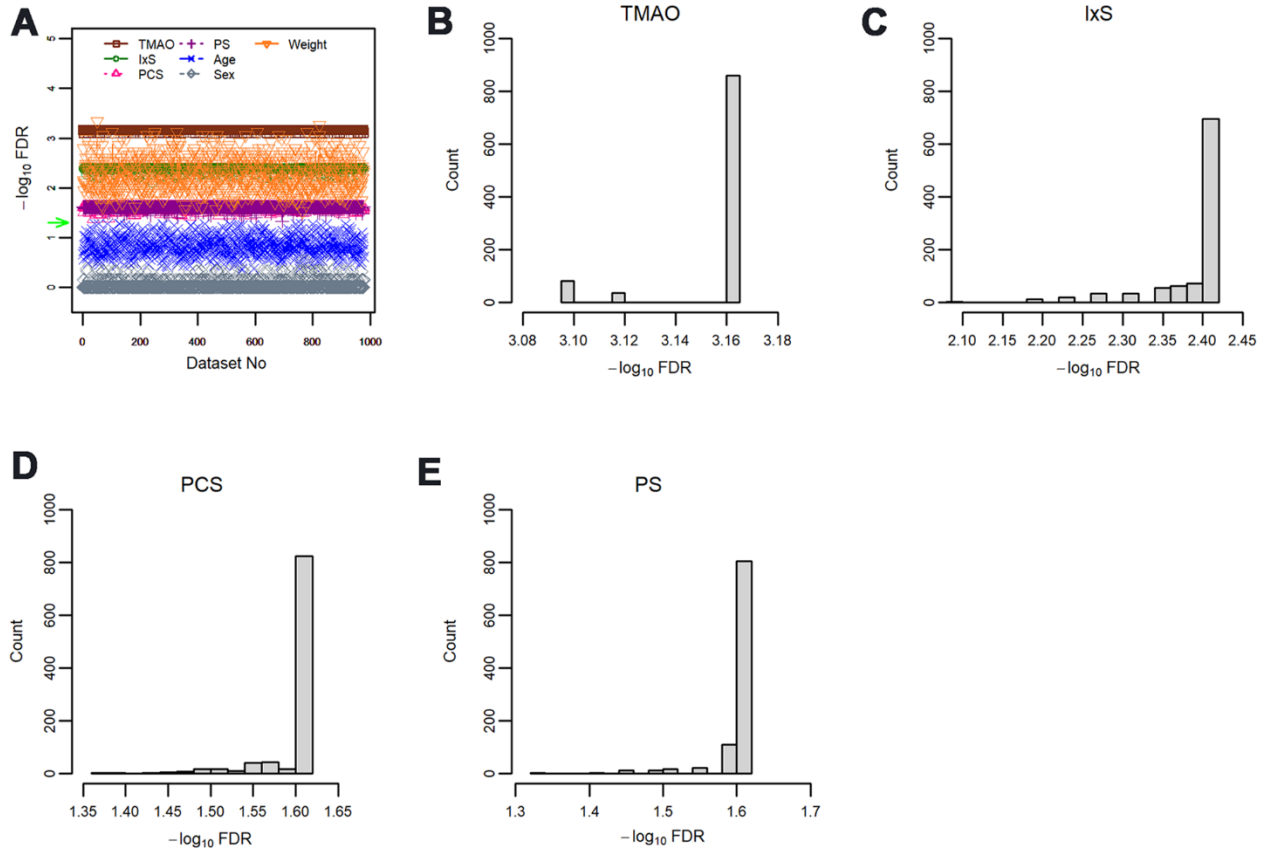 A
TMAO PS Weight
IxS Age
PCS Sex
− log10 FDR
0 1 2 3 4 5
0 200 400 600 800 1000
Dataset No
B
TMAO
Count
0 200 400 600 800 1000
3.08 3.10 3.12 3.14 3.16 3.18
− log10 FDR
C
IxS
Count
0 200 400 600 800 1000
2.10 2.15 2.20 2.25 2.30 2.35 2.40 2.45
− log10 FDR
D
PCS
Count
0 200 400 600 800 1000
1.35 1.40 1.45 1.50 1.55 1.60 1.65
− log10 FDR
E
PS
Count
0 200 400 600 800 1000
1.3 1.4 1.5 1.6 1.7
− log10 FDR